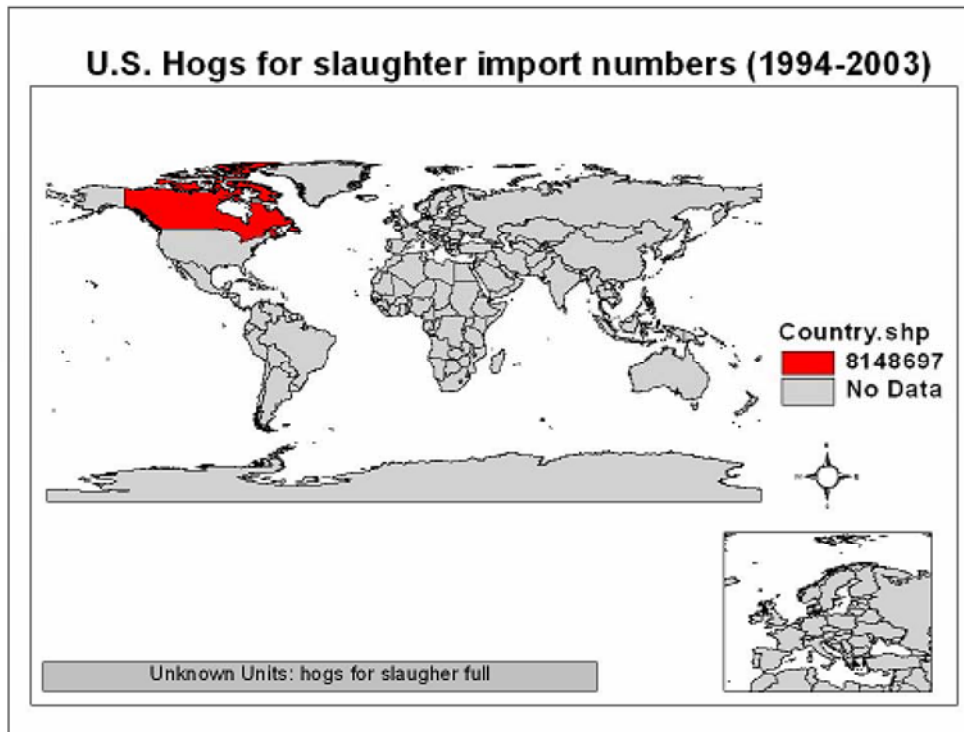 U.S. Hogs for slaughter import numbers (1994-2003)
Country.shp
8148697
No Data
Unknown Units: hogs for slaugher full